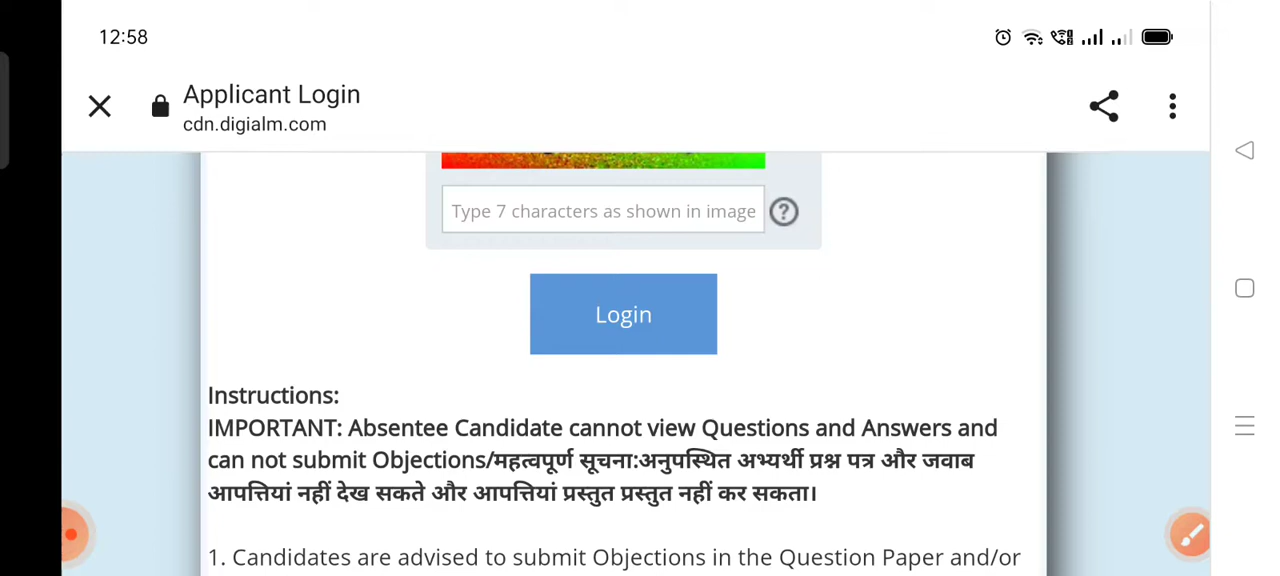 12:58
Applicant Login
cdn.digialm.com
Type 7 characters as shown in image
?
Login
Instructions:
IMPORTANT: Absentee Candidate cannot view Questions and Answers and
can not submit Objections/महत्वपूर्ण सूचना:अनुपस्थित अभ्यर्थी प्रश्न पत्र और जवाब
आपत्तियां नहीं देख सकते और आपत्तियां प्रस्तुत प्रस्तुत नहीं कर सकता।
1. Candidates are advised to submit Objections in the Question Paper and/or